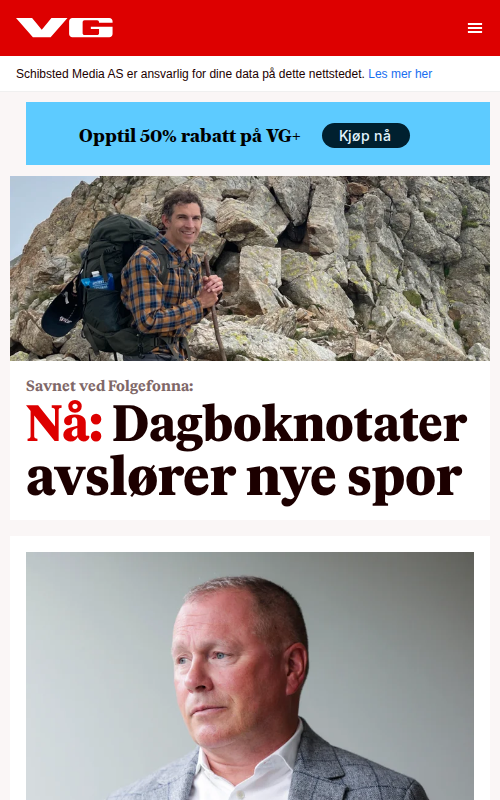 VG
Schibsted Media AS er ansvarlig for dine data på dette nettstedet. Les mer her
Opptil 50% rabatt på VG+
Kjøp nå
Savnet ved Folgefonna:
Nå: Dagboknotater
avslører nye spor